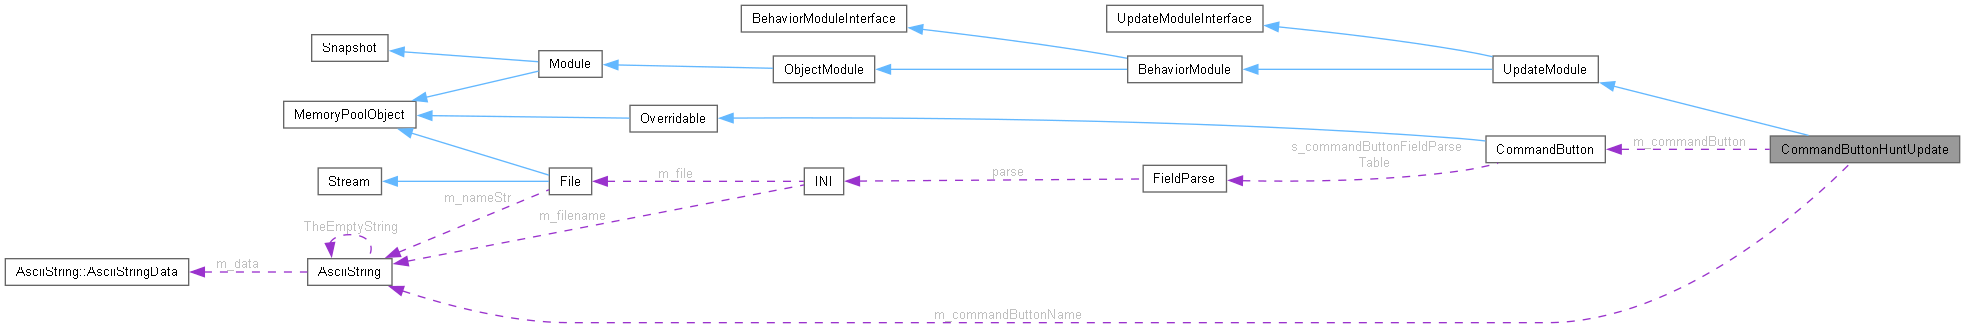 BehaviorModuleInterface
UpdateModuleInterface
Snapshot
Module
ObjectModule
BehaviorModule
UpdateModule
MemoryPoolObject
Overridable
m_commandButton
s_commandButtonFieldParse
Table
CommandButton
CommandButtonHuntUpdate
Stream
File
m_file
INI
parse
FieldParse
m_nameStr
m_filename
TheEmptyString
AsciiString::AsciiStringData
m_data
AsciiString
m_commandButtonName